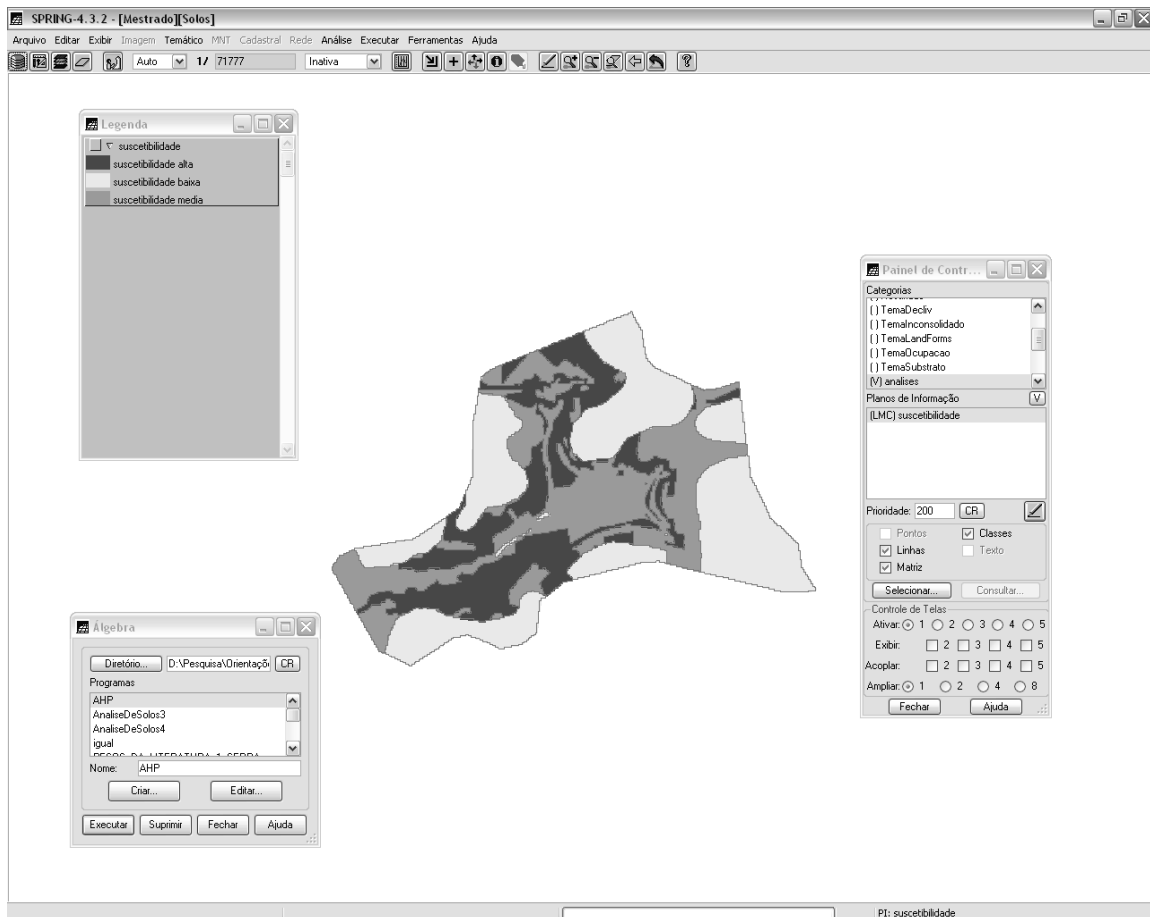 SPRING-4.3.2 - [Mestrado][Solos]
Arquivo Editar Exibir Imagem Temático MNT Cadastral Rede Análise Executar Ferramentas Ajuda
Auto 1/ 71777 Inativa
Legenda
suscetibilidade
suscetibilidade alta
suscetibilidade baixa
suscetibilidade media
Painel de Contr...
Categorias
( ) TemaDecliv
( ) TemaInconsolidado
( ) TemaLandForms
( ) TemaOcupacao
( ) TemaSubstrato
(V) analises
Planos de Informação V
(LMC) suscetibilidade
Prioridade: 200 CR
Pontos Classes
Linhas Texto
Matriz
Selecionar... Consultar...
Controle de Telas
Ativar: 1 2 3 4 5
Exibir: 2 3 4 5
Acoplar: 2 3 4 5
Ampliar: 1 2 4 8
Fechar Ajuda
Álgebra
Diretório... D:\Pesquisa\Orientaçõ CR
Programas
AHP
AnaliseDeSolos3
AnaliseDeSolos4
igual
Nome: AHP
Criar... Editar...
Executar Suprimir Fechar Ajuda
PI: suscetibilidade